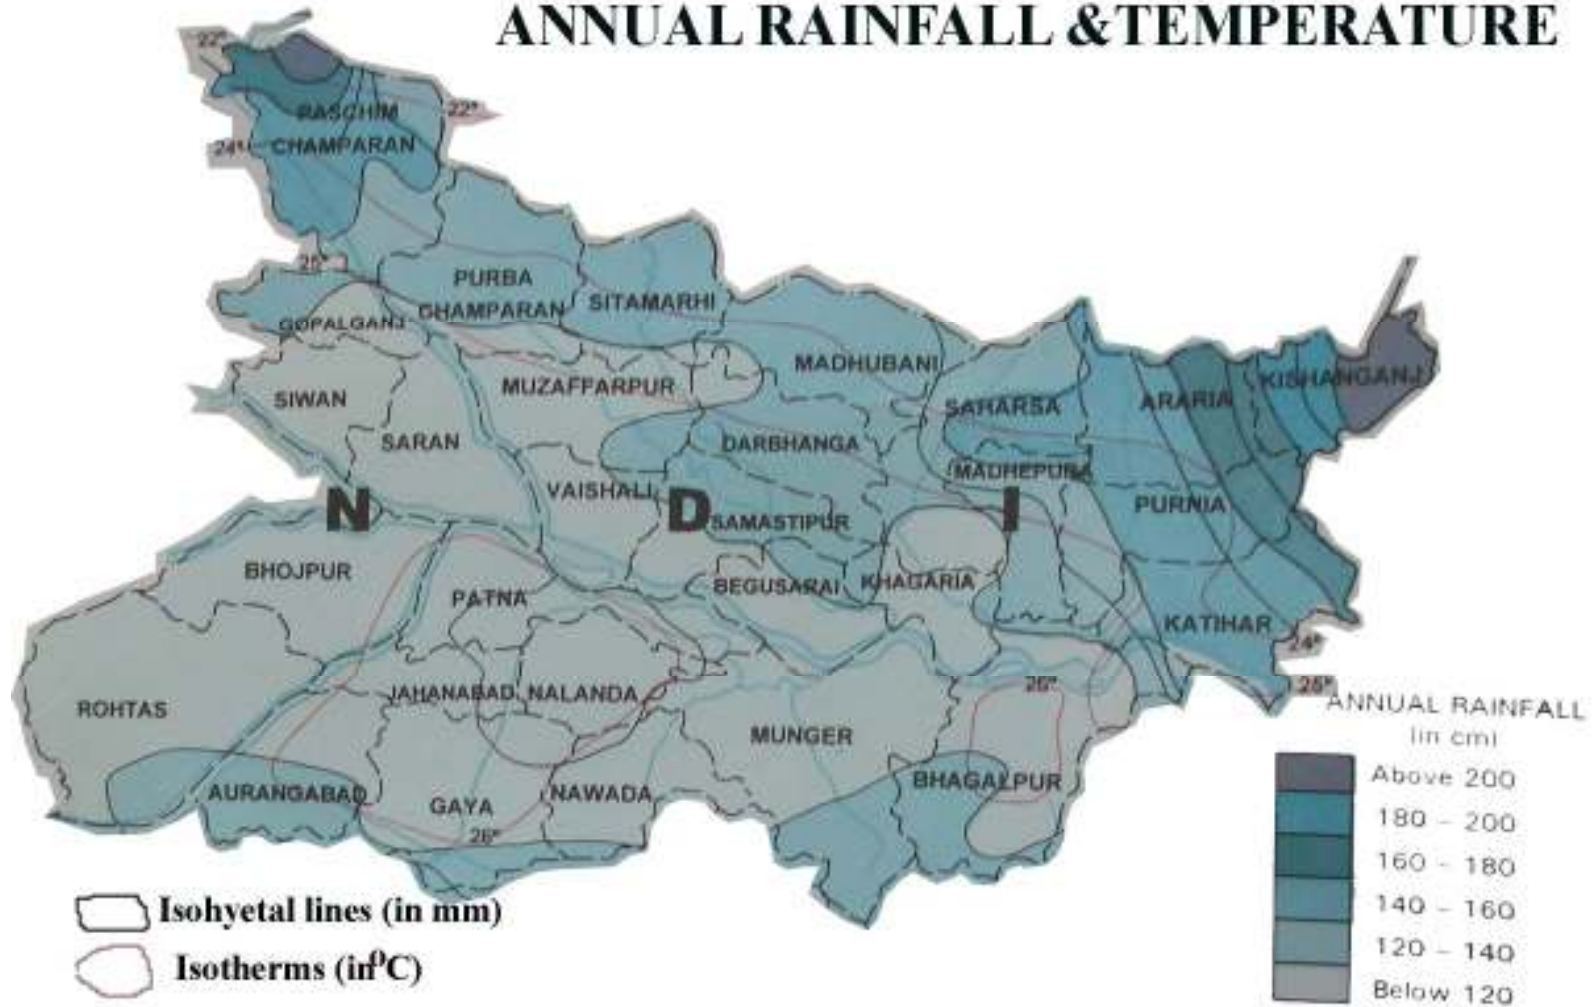 ANNUAL RAINFALL &TEMPERATURE
22°
22°
PASCHIM
24°
CHAMPARAN
25°
PURBA
CHAMPARAN
SITAMARHI
GOPALGANJ
MADHUBANI
SIWAN
MUZAFFARPUR
SARAN
SAHARSA
ARARIA
KISHANGANJ
DARBHANGA
MADHEPURA
VAISHALI
N D I
SAMASTIPUR
PURNIA
BHOJPUR
PATNA
BEGUSARAI
KHAGARIA
KATIHAR
24°
ROHTAS
JAHANABAD
NALANDA
26°
25°
MUNGER
AURANGABAD
GAYA
NAWADA
BHAGALPUR
26°
ANNUAL RAINFALL
(in cm)
Above 200
180 - 200
160 - 180
140 - 160
120 - 140
Below 120
Isohyetal lines (in mm)
Isotherms (in⁰C)